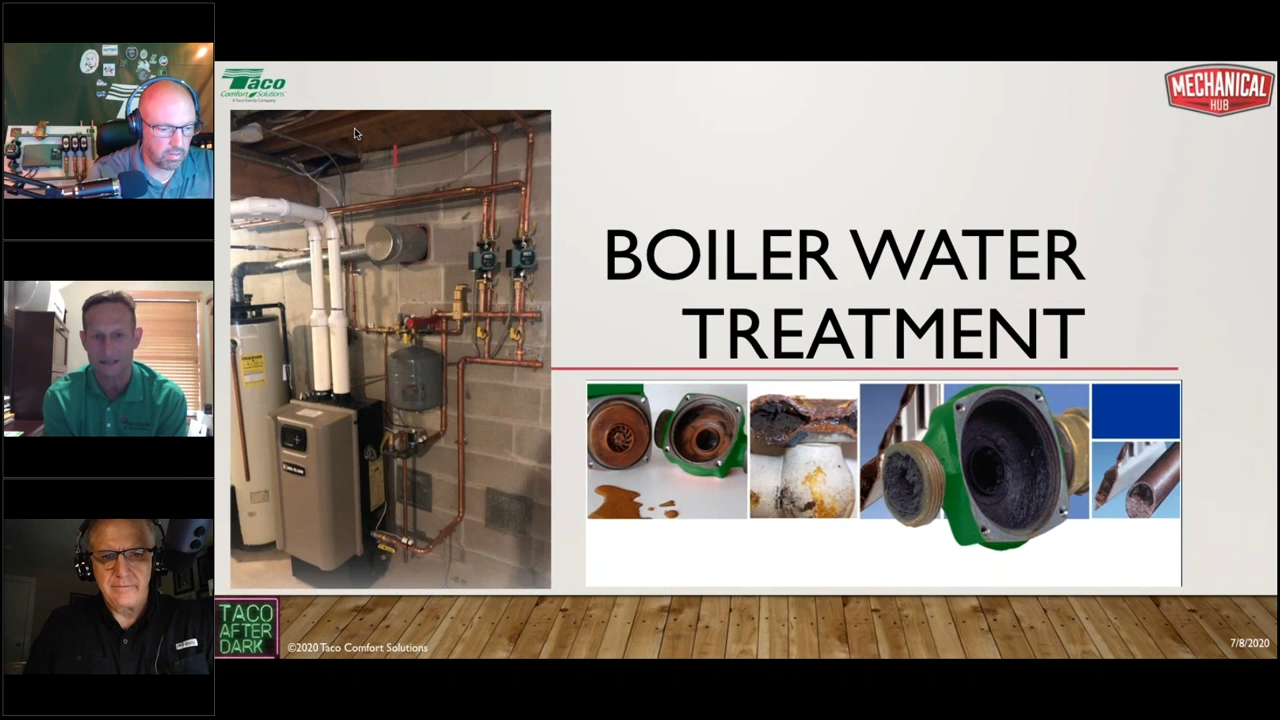 Taco
Comfort Solutions
A Taco Family Company
MECHANICAL
HUB
BOILER WATER
TREATMENT
TACO
AFTER
DARK
©2020 Taco Comfort Solutions
7/8/2020